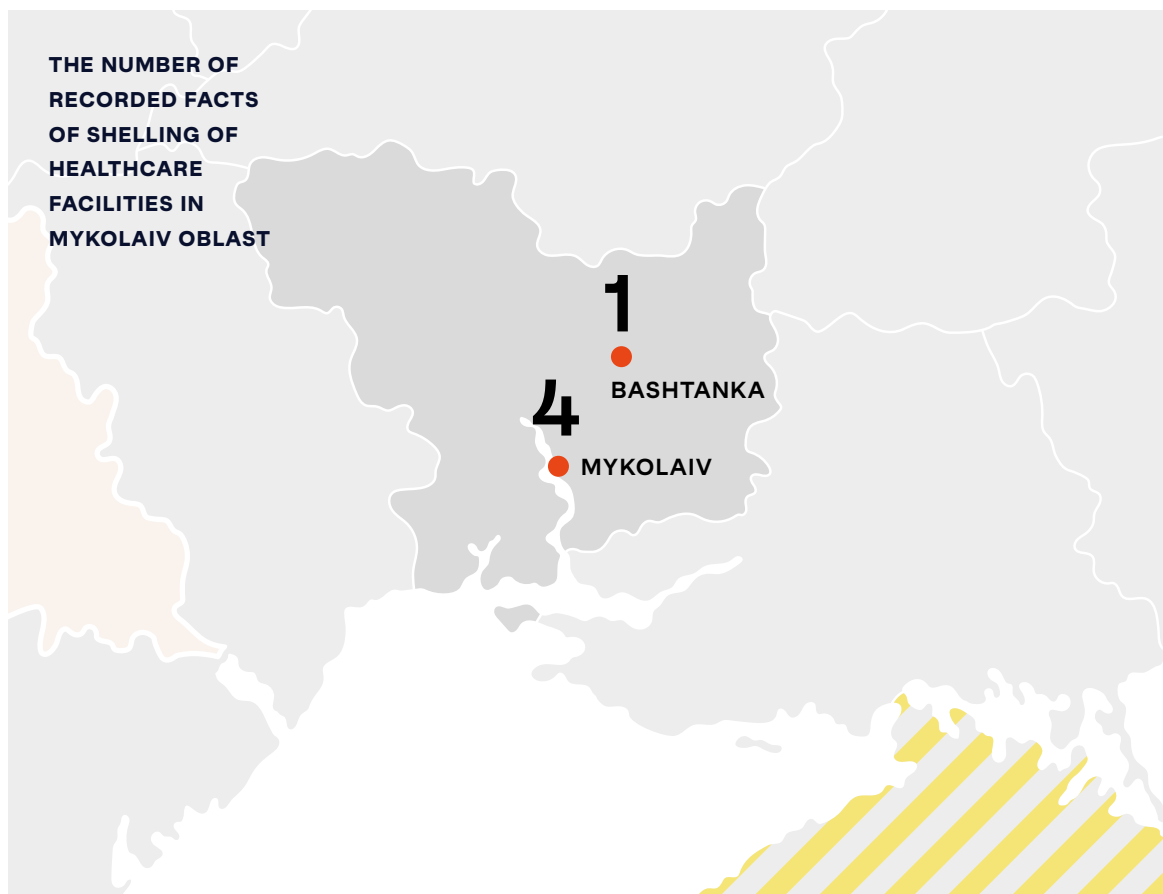 THE NUMBER OF
RECORDED FACTS
OF SHELLING OF
HEALTHCARE
FACILITIES IN
MYKOLAIV OBLAST
1
BASHTANKA
4
MYKOLAIV